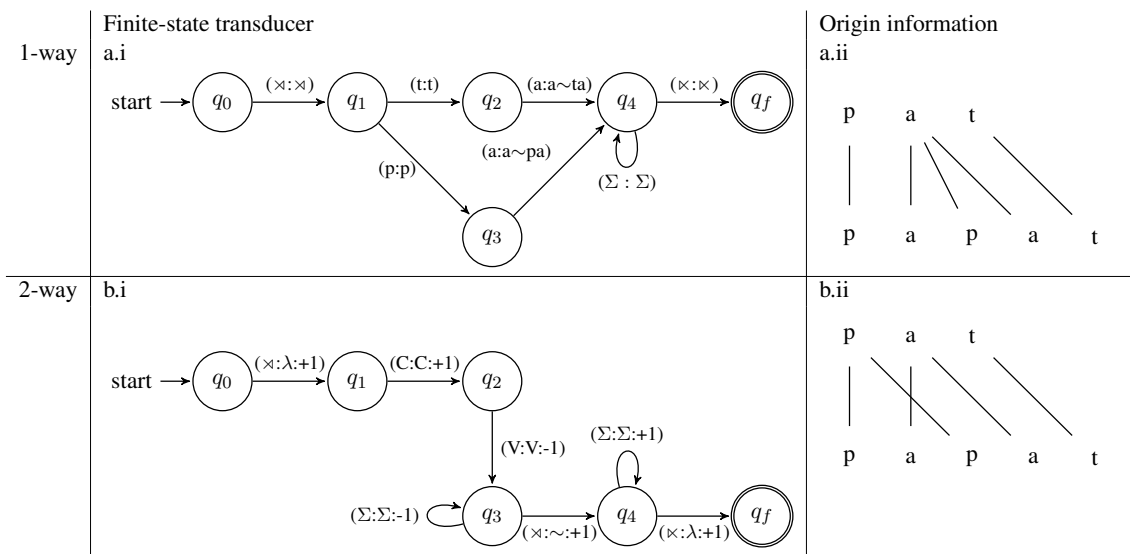 Finite-state transducer Origin information
1-way a.i a.ii
start q0 (⋊:⋊) q1 (t:t) q2 (a:a∼ta) q4 (⋉:⋉) qf
(p:p) (a:a∼pa) (Σ : Σ)
q3
p a t
p a p a t
2-way b.i b.ii
start q0 (⋊:λ:+1) q1 (C:C:+1) q2
(V:V:-1) (Σ:Σ:+1)
(Σ:Σ:-1) q3 (⋊:∼:+1) q4 (⋉:λ:+1) qf
p a t
p a p a t